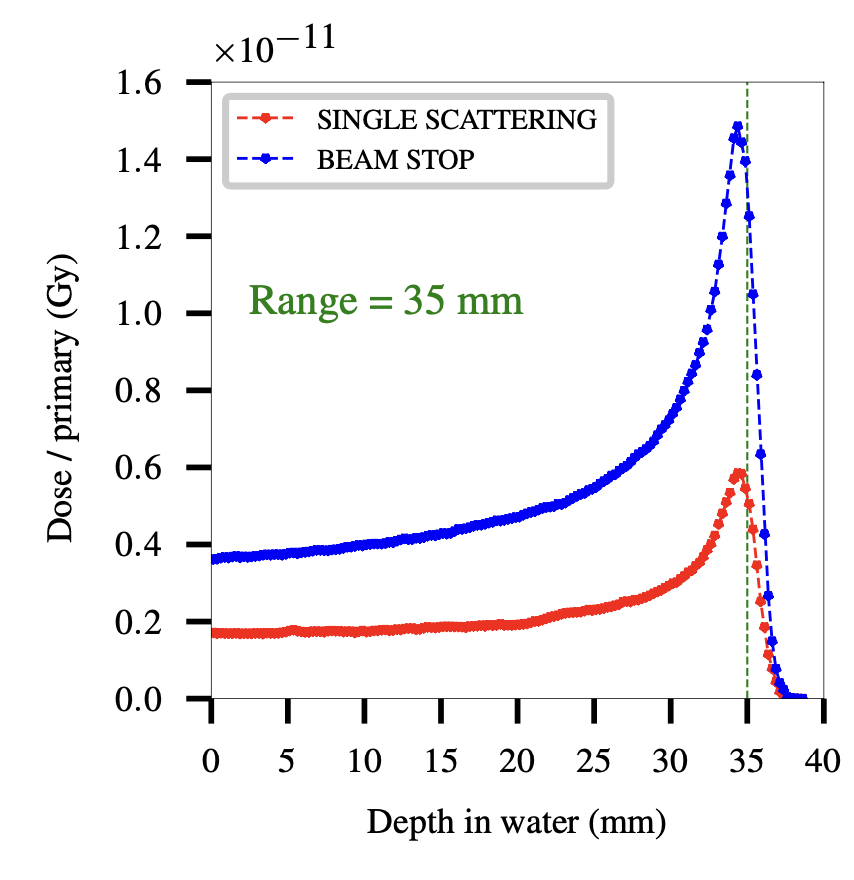 ×10−11
1.6
1.4
1.2
1.0
0.8
0.6
0.4
0.2
0.0
SINGLE SCATTERING
BEAM STOP
Range = 35 mm
Dose / primary (Gy)
0 5 10 15 20 25 30 35 40
Depth in water (mm)